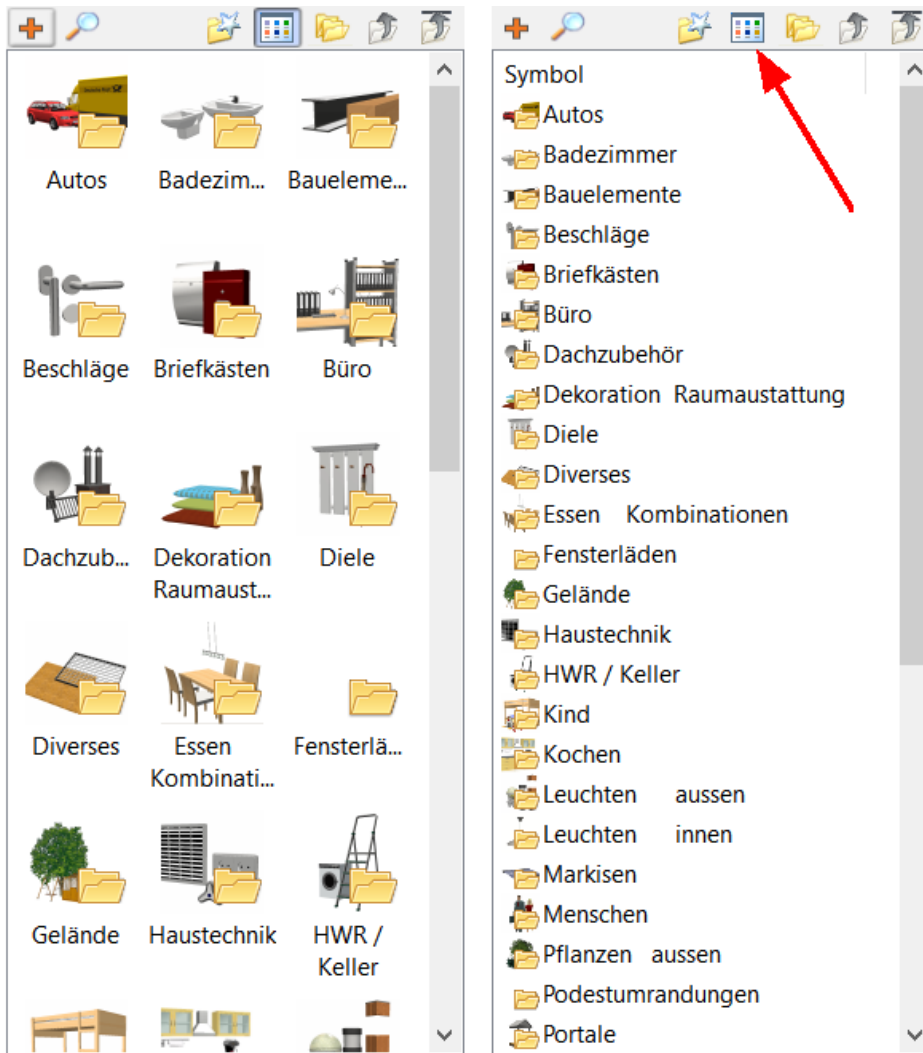 Autos
Badezim...
Baueleme...
Beschläge
Briefkästen
Büro
Dachzub...
Dekoration
Raumaust...
Diele
Diverses
Essen
Kombinati...
Fensterlä...
Gelände
Haustechnik
HWR /
Keller
Symbol
Autos
Badezimmer
Bauelemente
Beschläge
Briefkästen
Büro
Dachzubehör
Dekoration Raumaustattung
Diele
Diverses
Essen Kombinationen
Fensterläden
Gelände
Haustechnik
HWR / Keller
Kind
Kochen
Leuchten aussen
Leuchten innen
Markisen
Menschen
Pflanzen aussen
Podestumrandungen
Portale